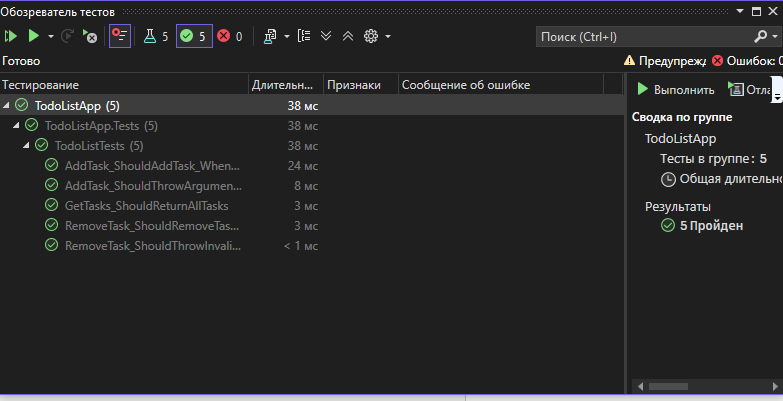 Обозреватель тестов
5 5 0 Поиск (Ctrl+I)
Готово Предупрежд Ошибок: 0
Тестирование Длительн... Признаки Сообщение об ошибке
TodoListApp (5) 38 мс
TodoListApp.Tests (5) 38 мс
TodoListTests (5) 38 мс
AddTask_ShouldAddTask_When... 24 мс
AddTask_ShouldThrowArgumen... 8 мс
GetTasks_ShouldReturnAllTasks 3 мс
RemoveTask_ShouldRemoveTas... 3 мс
RemoveTask_ShouldThrowInvali... < 1 мс
Выполнить Отла
Сводка по группе
TodoListApp
Тесты в группе: 5
Общая длительно
Результаты
5 Пройден